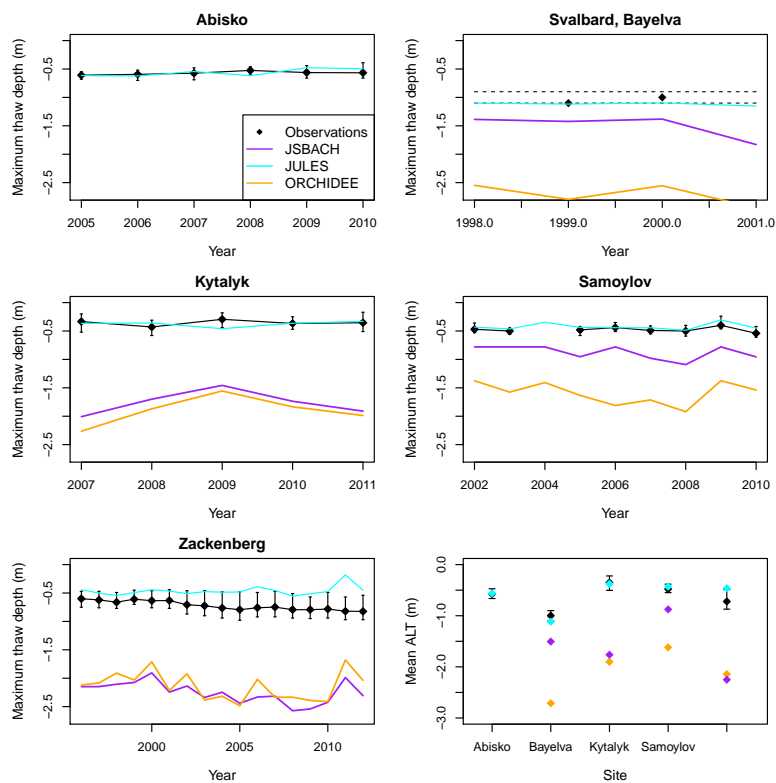 Abisko
Maximum thaw depth (m)
-0.5
-1.5
-2.5
Observations
JSBACH
JULES
ORCHIDEE
2005 2006 2007 2008 2009 2010
Year
Svalbard, Bayelva
Maximum thaw depth (m)
-0.5
-1.5
-2.5
1998.0 1999.0 2000.0 2001.0
Year
Kytalyk
Maximum thaw depth (m)
-0.5
-1.5
-2.5
2007 2008 2009 2010 2011
Year
Samoylov
Maximum thaw depth (m)
-0.5
-1.5
-2.5
2002 2004 2006 2008 2010
Year
Zackenberg
Maximum thaw depth (m)
-0.5
-1.5
-2.5
2000 2005 2010
Year
Mean ALT (m)
0.0
-1.0
-2.0
-3.0
Abisko Bayelva Kytalyk Samoylov
Site